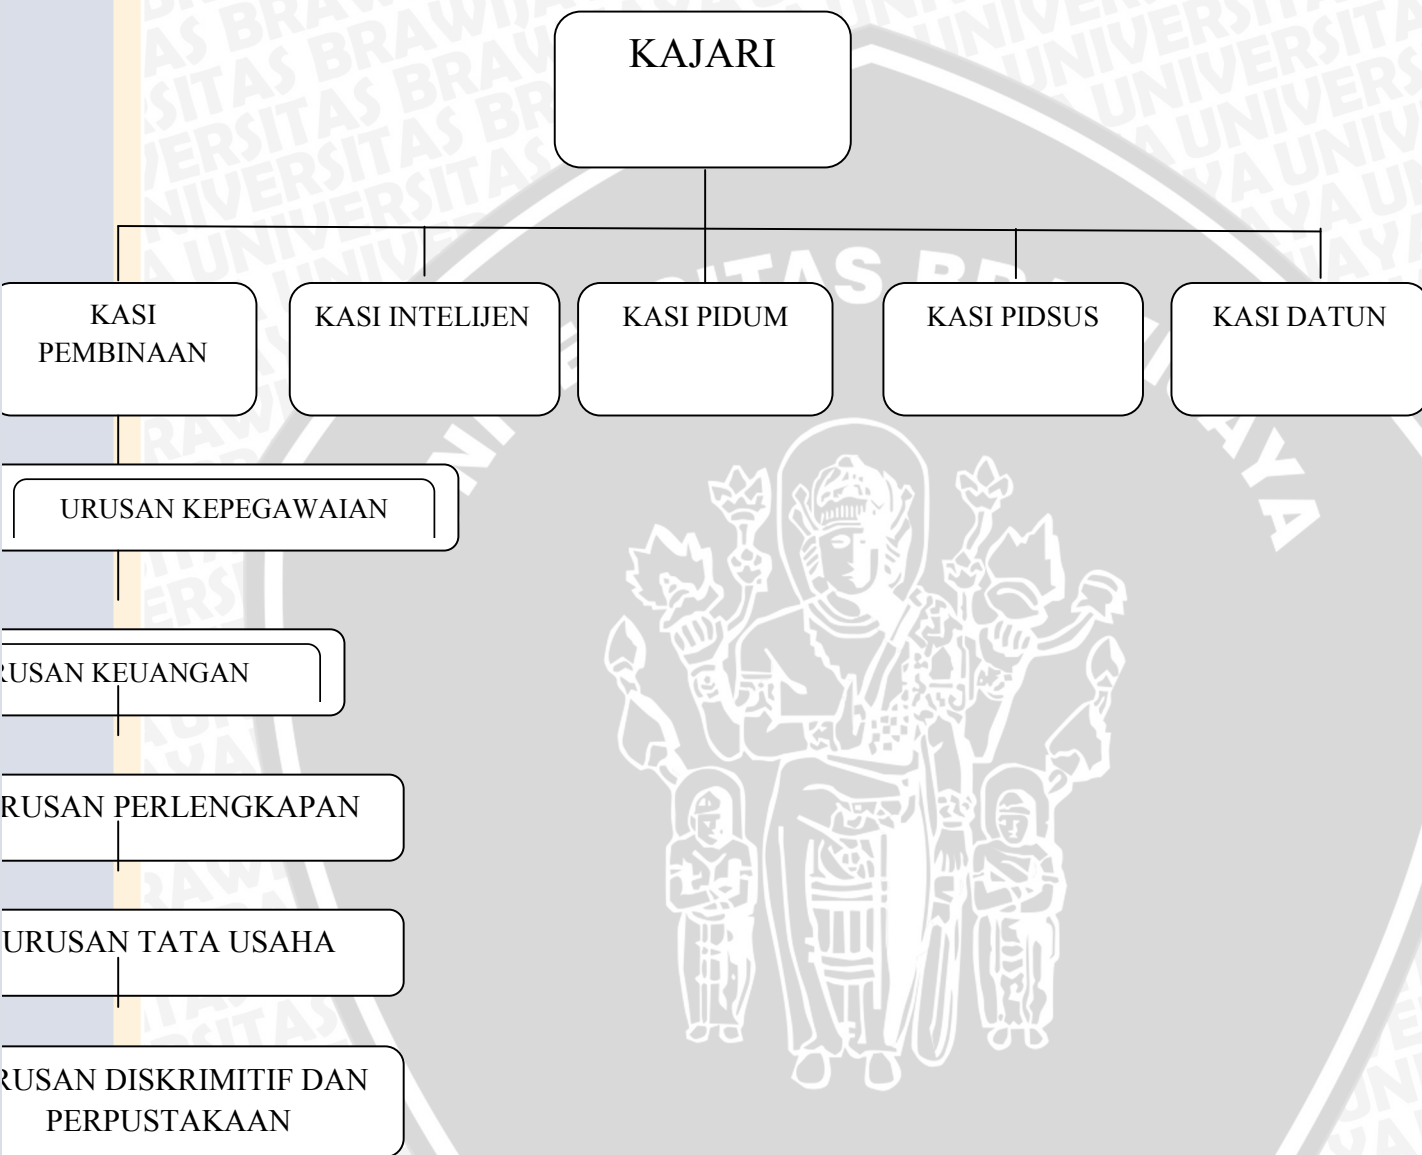 KAJARI
KASI
PEMBINAAN
KASI INTELIJEN
KASI PIDUM
KASI PIDSUS
KASI DATUN
URUSAN KEPEGAWAIAN
RUSAN KEUANGAN
RUSAN PERLENGKAPAN
URUSAN TATA USAHA
RUSAN DISKRIMITIF DAN
PERPUSTAKAAN